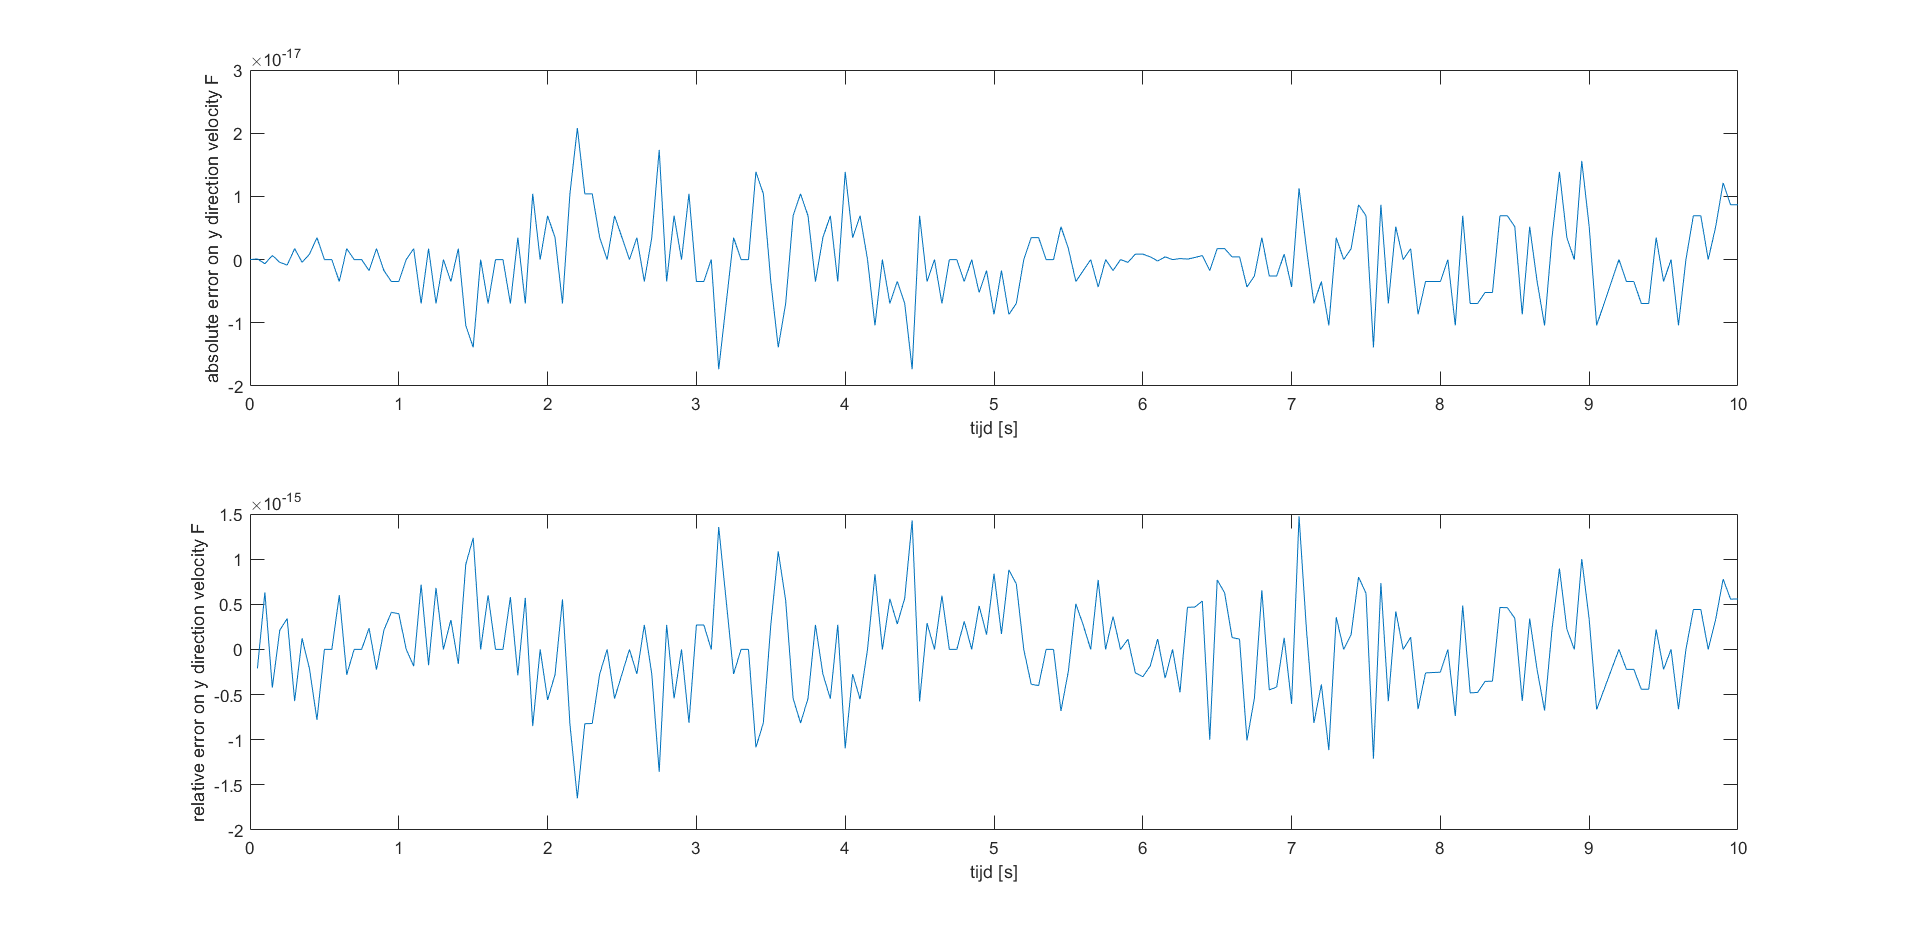 ×10-17
3
2
1
0
-1
-2
absolute error on y direction velocity F
0 1 2 3 4 5 6 7 8 9 10
tijd [s]
×10-15
1.5
1
0.5
0
-0.5
-1
-1.5
-2
relative error on y direction velocity F
0 1 2 3 4 5 6 7 8 9 10
tijd [s]